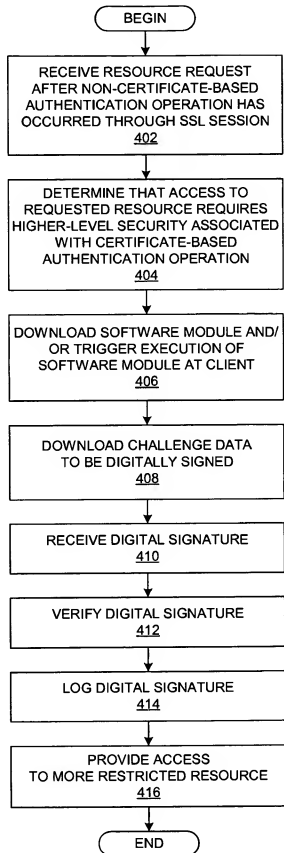 BEGIN
RECEIVE RESOURCE REQUEST
AFTER NON-CERTIFICATE-BASED
AUTHENTICATION OPERATION HAS
OCCURRED THROUGH SSL SESSION
402
DETERMINE THAT ACCESS TO
REQUESTED RESOURCE REQUIRES
HIGHER-LEVEL SECURITY ASSOCIATED
WITH CERTIFICATE-BASED
AUTHENTICATION OPERATION
404
DOWNLOAD SOFTWARE MODULE AND/
OR TRIGGER EXECUTION OF
SOFTWARE MODULE AT CLIENT
406
DOWNLOAD CHALLENGE DATA
TO BE DIGITALLY SIGNED
408
RECEIVE DIGITAL SIGNATURE
410
VERIFY DIGITAL SIGNATURE
412
LOG DIGITAL SIGNATURE
414
PROVIDE ACCESS
TO MORE RESTRICTED RESOURCE
416
END